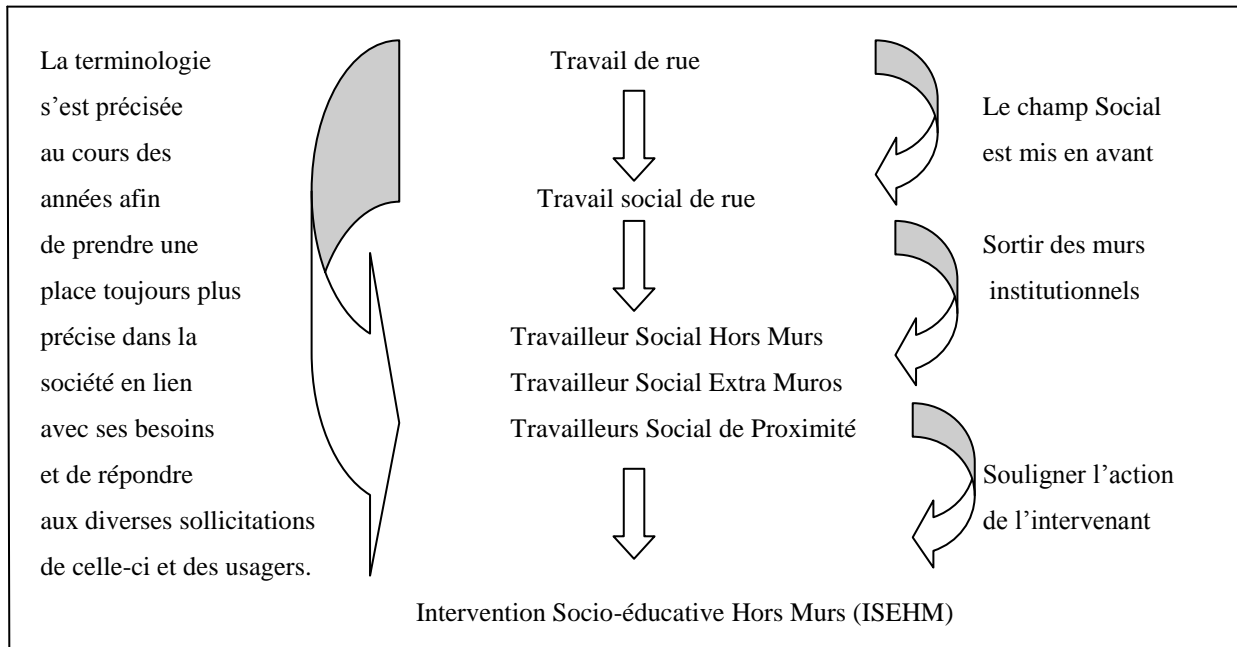 La terminologie
s’est précisée
au cours des
années afin
de prendre une
place toujours plus
précise dans la
société en lien
avec ses besoins
et de répondre
aux diverses sollicitations
de celle-ci et des usagers.
Travail de rue
Travail social de rue
Travailleur Social Hors Murs
Travailleur Social Extra Muros
Travailleurs Social de Proximité
Intervention Socio-éducative Hors Murs (ISEHM)
Le champ Social
est mis en avant
Sortir des murs
institutionnels
Souligner l’action
de l’intervenant